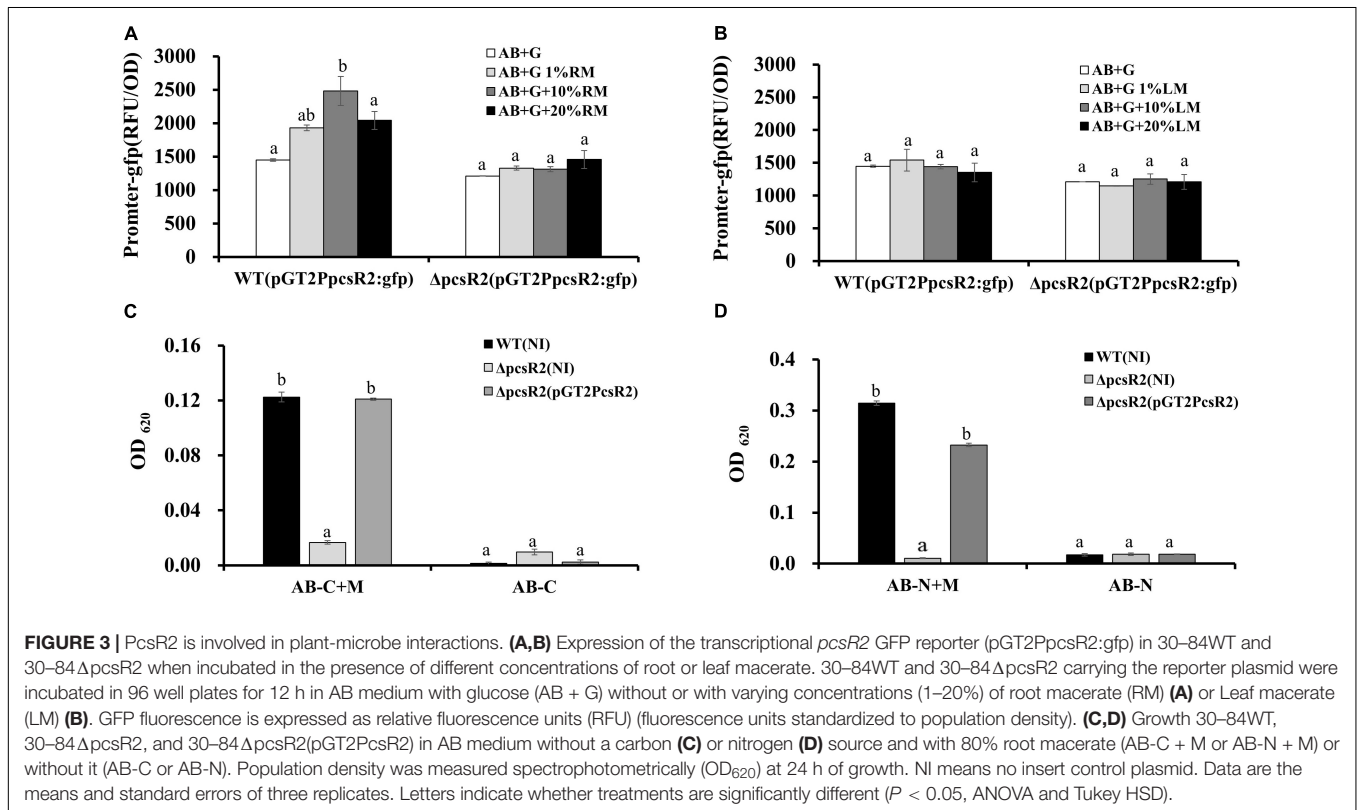 A
Promter-gfp(RFU/OD)
3000
2500
2000
1500
1000
500
0
AB+G
AB+G 1%RM
AB+G+10%RM
AB+G+20%RM
a
ab
b
a
a
a
a
a
WT(pGT2PpcsR2:gfp)
ΔpcsR2(pGT2PpcsR2:gfp)
B
Promter-gfp(RFU/OD)
3000
2500
2000
1500
1000
500
0
AB+G
AB+G 1%LM
AB+G+10%LM
AB+G+20%LM
a
a
a
a
a
a
a
a
WT(pGT2PpcsR2:gfp)
ΔpcsR2(pGT2PpcsR2:gfp)
C
OD 620
0.16
0.12
0.08
0.04
0.00
WT(NI)
ΔpcsR2(NI)
ΔpcsR2(pGT2PcsR2)
b
a
b
a
a
a
AB-C+M
AB-C
D
OD 620
0.4
0.3
0.2
0.1
0.0
WT(NI)
ΔpcsR2(NI)
ΔpcsR2(pGT2PcsR2)
b
a
b
a
a
a
AB-N+M
AB-N
FIGURE 3 | PcsR2 is involved in plant-microbe interactions. (A,B) Expression of the transcriptional pcsR2 GFP reporter (pGT2PpcsR2:gfp) in 30–84WT and
30–84ΔpcsR2 when incubated in the presence of different concentrations of root or leaf macerate. 30–84WT and 30–84ΔpcsR2 carrying the reporter plasmid were
incubated in 96 well plates for 12 h in AB medium with glucose (AB + G) without or with varying concentrations (1–20%) of root macerate (RM) (A) or Leaf macerate
(LM) (B). GFP fluorescence is expressed as relative fluorescence units (RFU) (fluorescence units standardized to population density). (C,D) Growth 30–84WT,
30–84ΔpcsR2, and 30–84ΔpcsR2(pGT2PcsR2) in AB medium without a carbon (C) or nitrogen (D) source and with 80% root macerate (AB-C + M or AB-N + M) or
without it (AB-C or AB-N). Population density was measured spectrophotometrically (OD620) at 24 h of growth. NI means no insert control plasmid. Data are the
means and standard errors of three replicates. Letters indicate whether treatments are significantly different (P < 0.05, ANOVA and Tukey HSD).